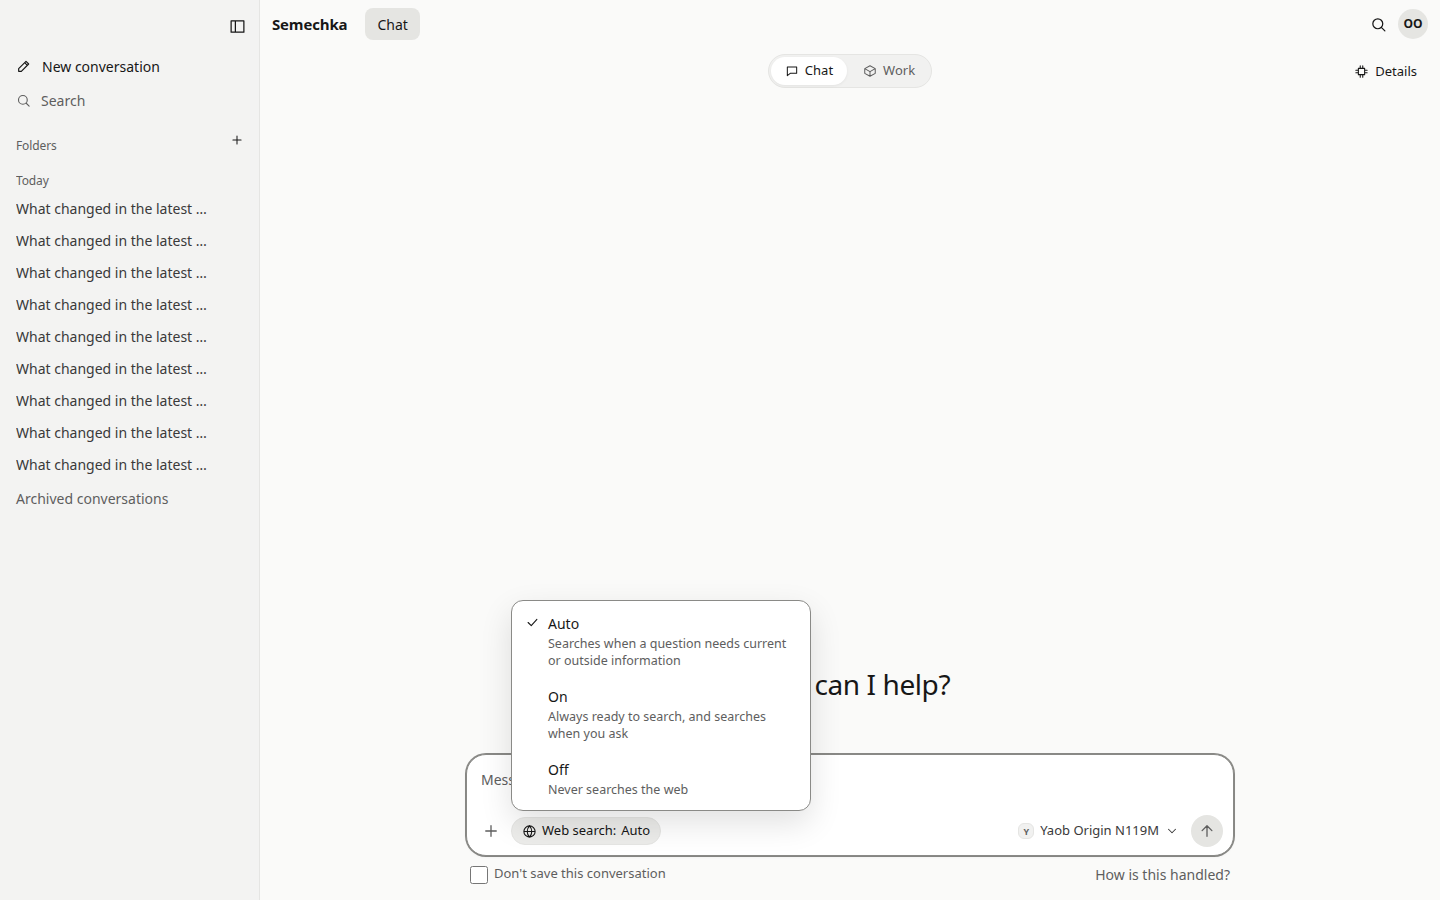 Semechka
Chat
OO
New conversation
Search
Folders
Today
What changed in the latest ...
What changed in the latest ...
What changed in the latest ...
What changed in the latest ...
What changed in the latest ...
What changed in the latest ...
What changed in the latest ...
What changed in the latest ...
What changed in the latest ...
Archived conversations
Chat
Work
Details
can I help?
Auto
Searches when a question needs current
or outside information
On
Always ready to search, and searches
when you ask
Off
Never searches the web
Web search: Auto
Y Yaob Origin N119M
Don't save this conversation
How is this handled?